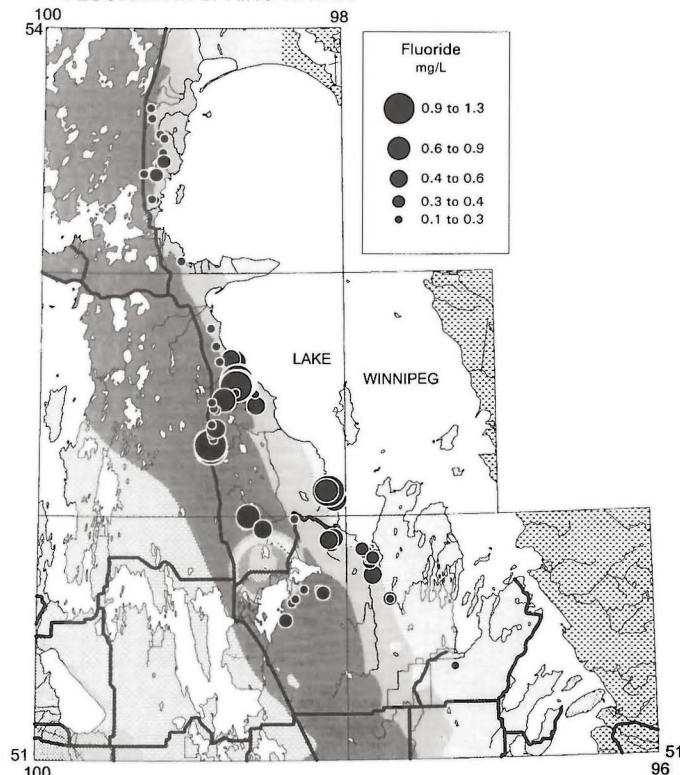 100
98
54
Fluoride
mg/L
0.9 to 1.3
0.6 to 0.9
0.4 to 0.6
0.3 to 0.4
0.1 to 0.3
LAKE
WINNIPEG
51
51
100
96